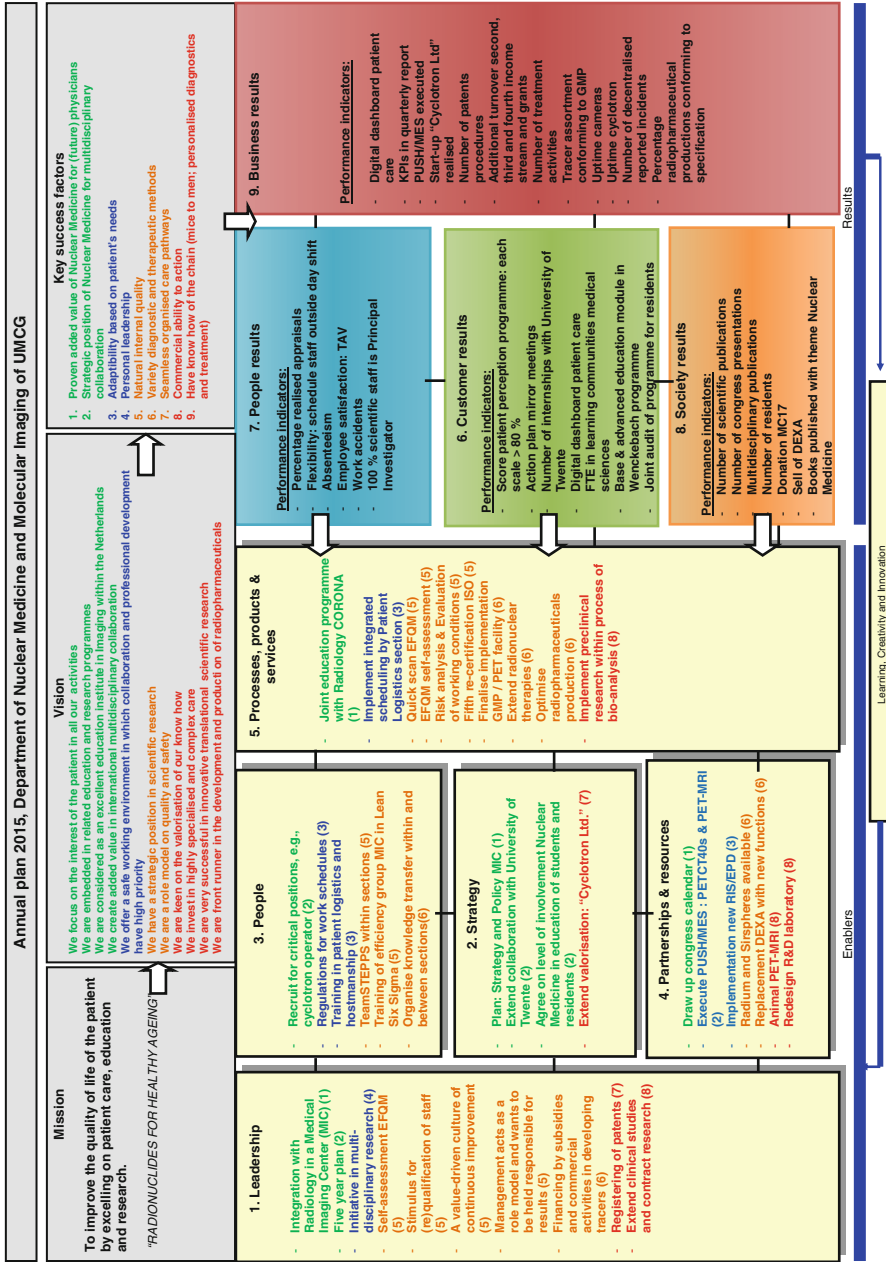 Annual plan 2015, Department of Nuclear Medicine and Molecular Imaging of UMCG
Mission
To improve the quality of life of the patient
by excelling on patient care, education
and research.
"RADIONUCLIDES FOR HEALTHY AGEING"
Vision
We focus on the interest of the patient in all our activities
We are embedded in related education and research programmes
We are considered as an excellent education institute in imaging within the Netherlands
We create added value in international multidisciplinary collaboration
We offer a safe working environment in which collaboration and professional development
have high priority
We have a strategic position in scientific research
We are a role model on quality and safety
We are keen on the valorisation of our know how
We invest in highly specialised and complex care
We are very successful in innovative translational scientific research
We are front runner in the development and production of radiopharmaceuticals
Key success factors
1. Proven added value of Nuclear Medicine for (future) physicians
2. Strategic position of Nuclear Medicine for multidisciplinary
collaboration
3. Adaptibility based on patient's needs
4. Personal leadership
5. Natural internal quality
6. Variety diagnostic and therapeutic methods
7. Seamless organised care pathways
8. Commercial ability to action
9. Have know how of the chain (mice to men; personalised diagnostics
and treatment)
1. Leadership
- Integration with
Radiology in a Medical
Imaging Center (MIC) (1)
- Five year plan (2)
- Initiative in multi-
disciplinary research (4)
- Self-assessment EFQM
(5)
- Stimulus for
(re)qualification of staff
(5)
- A value-driven culture of
continuous improvement
(5)
- Management acts as a
role model and wants to
be held responsible for
results (5)
- Financing by subsidies
and commercial
activities in developing
tracers (6)
- Registering of patents (7)
- Extend clinical studies
and contract research (8)
3. People
- Recruit for critical positions, e.g.,
cyclotron operator (2)
- Regulations for work schedules (3)
- Training in patient logistics and
hostmanship (3)
- TeamSTEPPS within sections (5)
- Training of efficiency group MIC in Lean
Six Sigma (5)
- Organise knowledge transfer within and
between sections(6)
2. Strategy
- Plan: Strategy and Policy MIC (1)
- Extend collaboration with University of
Twente (2)
- Agree on level of involvement Nuclear
Medicine in education of students and
residents (2)
- Extend valorisation: "Cyclotron Ltd." (7)
4. Partnerships & resources
- Draw up congress calendar (1)
- Execute PUSH/MES : PETCT40s & PET-MRI
(2)
- Implementation new RIS/EPD (3)
- Radium and Sirspheres available (6)
- Replacement DEXA with new functions (6)
- Animal PET-MRI (8)
- Redesign R&D laboratory (8)
5. Processes, products &
services
- Joint education programme
with Radiology CORONA
(1)
- Implement integrated
scheduling by Patient
Logistics section (3)
- Quick scan EFQM (5)
- EFQM self-assessment (5)
- Risk analysis & Evaluation
of working conditions (5)
- Fifth re-certification ISO (5)
- Finalise implementation
GMP / PET facility (6)
- Extend radionuclear
therapies (6)
- Optimise
radiopharmaceuticals
production (6)
- Implement preclinical
research within process of
bio-analysis (8)
7. People results
Performance indicators:
- Percentage realised appraisals
- Flexibility: schedule staff outside day shift
- Absenteeism
- Employee satisfaction: TAV
- Work accidents
- 100 % scientific staff is Principal
Investigator
6. Customer results
Performance indicators:
- Score patient perception programme: each
scale > 80 %
- Action plan mirror meetings
- Number of internships with University of
Twente
- Digital dashboard patient care
- FTE in learning communities medical
sciences
- Base & advanced education module in
Wenckebach programme
- Joint audit of programme for residents
8. Society results
Performance indicators:
- Number of scientific publications
- Number of congress presentations
- Multidisciplinary publications
- Number of residents
- Donation MC17
- Sell of DEXA
- Books published with theme Nuclear
Medicine
9. Business results
Performance indicators:
- Digital dashboard patient
care
- KPIs in quarterly report
- PUSH/MES executed
- Start-up "Cyclotron Ltd"
realised
- Number of patents
procedures
- Additional turnover second,
third and fourth income
stream and grants
- Number of treatment
activities
- Tracer assortment
conforming to GMP
- Uptime cameras
- Uptime cyclotron
- Number of decentralised
reported incidents
- Percentage
radiopharmaceutical
productions conforming to
specification
Enablers
Results
Learning, Creativity and Innovation